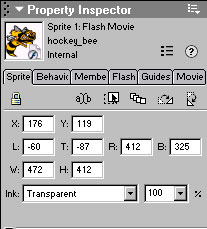 Property Inspector
Sprite 1: Flash Movie
hockey_bee
Internal
?
Sprite Behavio Membe Flash Guides Movie
a()b
X: 176 Y: 119
L: -60 T: -87 R: 412 B: 325
W: 472 H: 412
Ink: Transparent 100 %